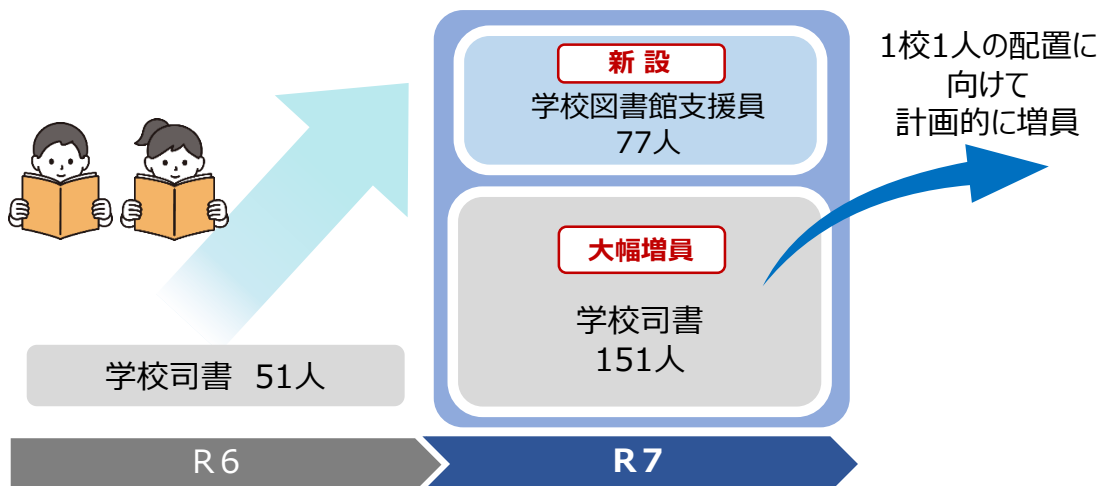 新 設
学校図書館支援員
77人
1校1人の配置に
向けて
計画的に増員
大幅増員
学校司書
151人
学校司書 51人
R6
R7